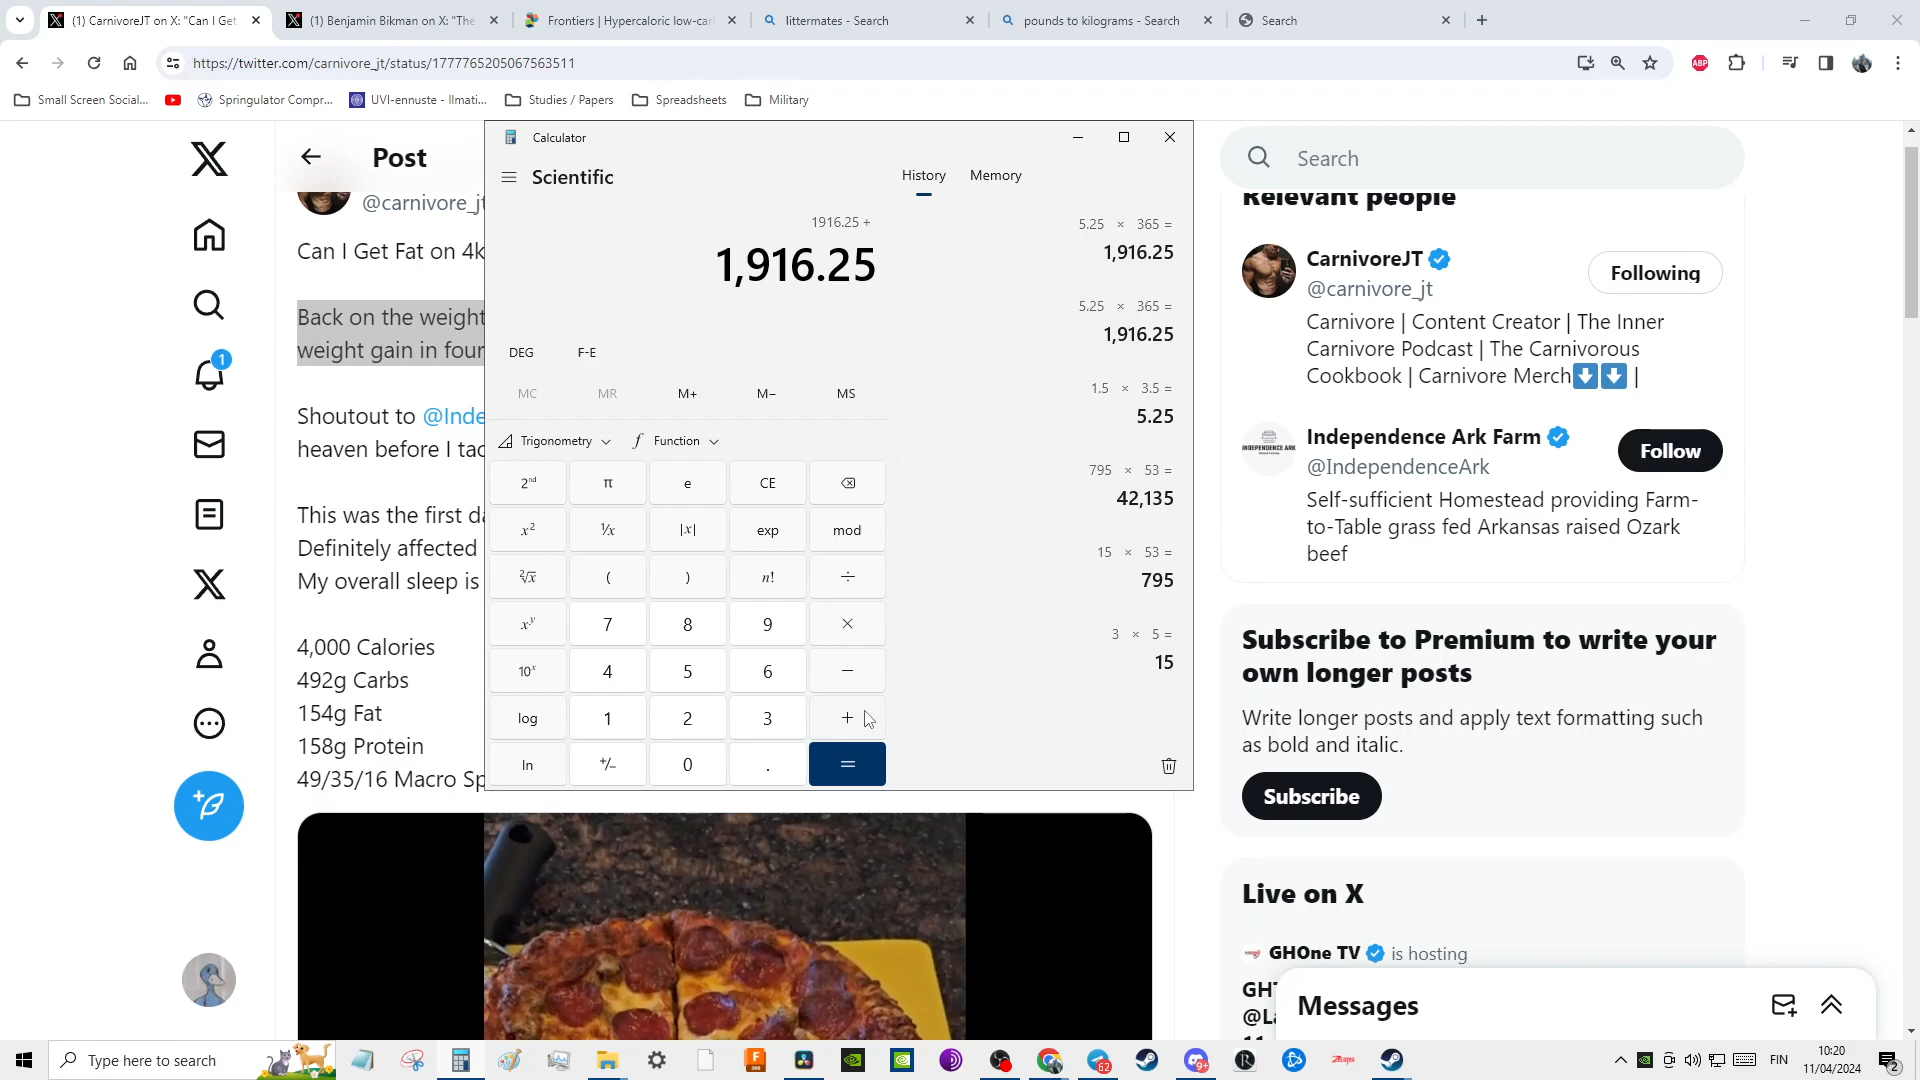 (1) CarnivoreJT on X: "Can I Get
(1) Benjamin Bikman on X: "The
Frontiers | Hypercaloric low-car
littermates - Search
pounds to kilograms - Search
Search
https://twitter.com/carnivore_jt/status/1777765205067563511
ABP
Small Screen Social...
Springulator Compr...
UVI-ennuste - Ilmati...
Studies / Papers
Spreadsheets
Military
Post
@carnivore_jt
Can I Get Fat on 4k
Back on the weight
weight gain in four
Shoutout to @Inde
heaven before I tac
This was the first da
Definitely affected
My overall sleep is
4,000 Calories
492g Carbs
154g Fat
158g Protein
49/35/16 Macro Sp
1
Calculator
Scientific
History
Memory
1916.25 +
1,916.25
DEG
F-E
MC
MR
M+
M−
MS
Trigonometry
Function
2nd
π
e
CE
x2
1/x
|x|
exp
mod
2√x
(
)
n!
÷
xy
7
8
9
×
10x
4
5
6
−
log
1
2
3
+
ln
+/−
0
.
=
5.25 × 365 =
1,916.25
5.25 × 365 =
1,916.25
1.5 × 3.5 =
5.25
795 × 53 =
42,135
15 × 53 =
795
3 × 5 =
15
Search
Relevant people
CarnivoreJT
@carnivore_jt
Following
Carnivore | Content Creator | The Inner
Carnivore Podcast | The Carnivorous
Cookbook | Carnivore Merch⬇️⬇️ |
Independence Ark Farm
@IndependenceArk
Follow
Self-sufficient Homestead providing Farm-
to-Table grass fed Arkansas raised Ozark
beef
Subscribe to Premium to write your
own longer posts
Write longer posts and apply text formatting such
as bold and italic.
Subscribe
Live on X
GHOne TV is hosting
Messages
Type here to search
62
9+
FIN
10:20
11/04/2024
2